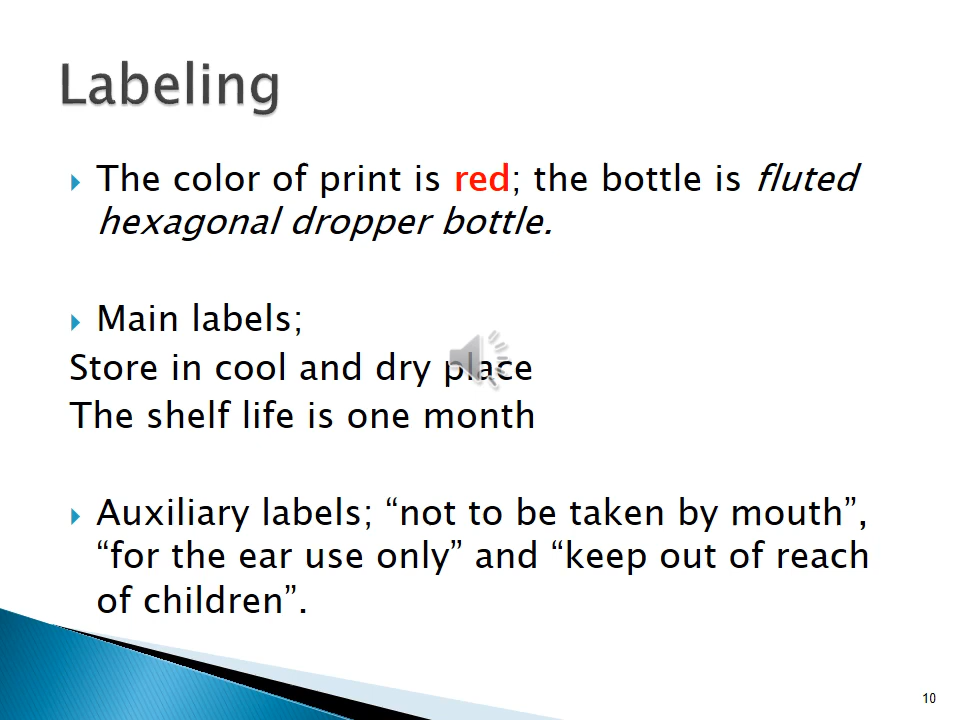 Labeling
The color of print is red; the bottle is fluted
hexagonal dropper bottle.
Main labels;
Store in cool and dry place
The shelf life is one month
Auxiliary labels; “not to be taken by mouth”,
“for the ear use only” and “keep out of reach
of children”.
10